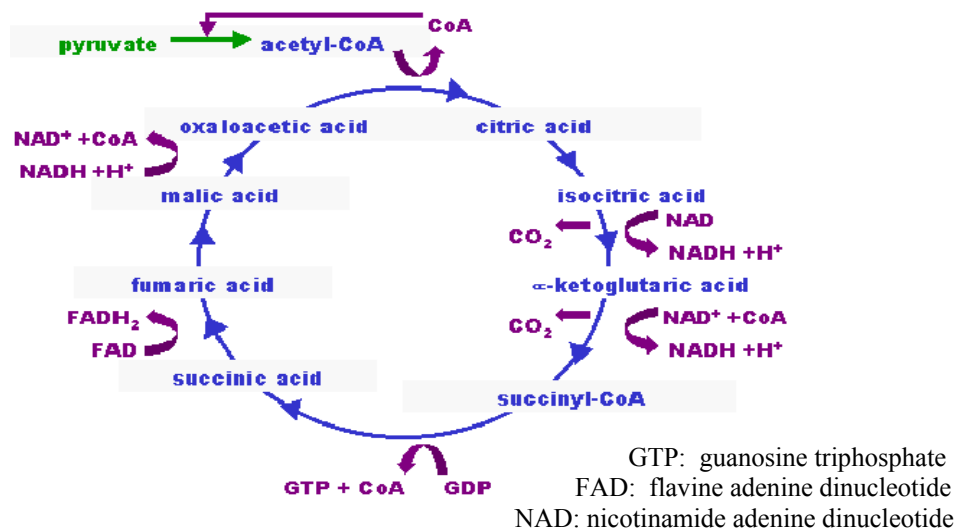 CoA
pyruvate acetyl-CoA
oxaloacetic acid citric acid
NAD⁺ +CoA
NADH +H⁺
malic acid isocitric acid
CO₂ NAD
NADH +H⁺
fumaric acid α-ketoglutaric acid
FADH₂
FAD
CO₂ NAD⁺ +CoA
NADH +H⁺
succinic acid succinyl-CoA
GTP + CoA GDP
GTP: guanosine triphosphate
FAD: flavine adenine dinucleotide
NAD: nicotinamide adenine dinucleotide